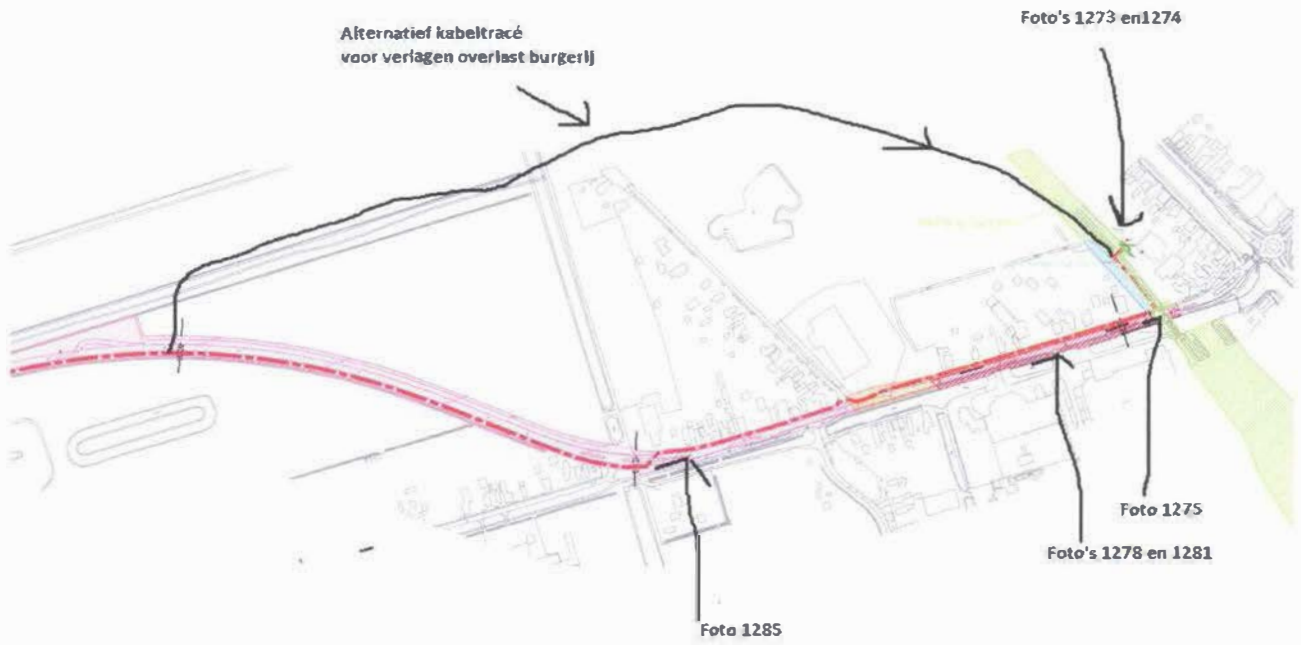 Foto's 1273 en1274
Alternatief kabeltracé
voor verlagen overlast burgerij
Foto 1275
Foto's 1278 en 1281
Foto 1285